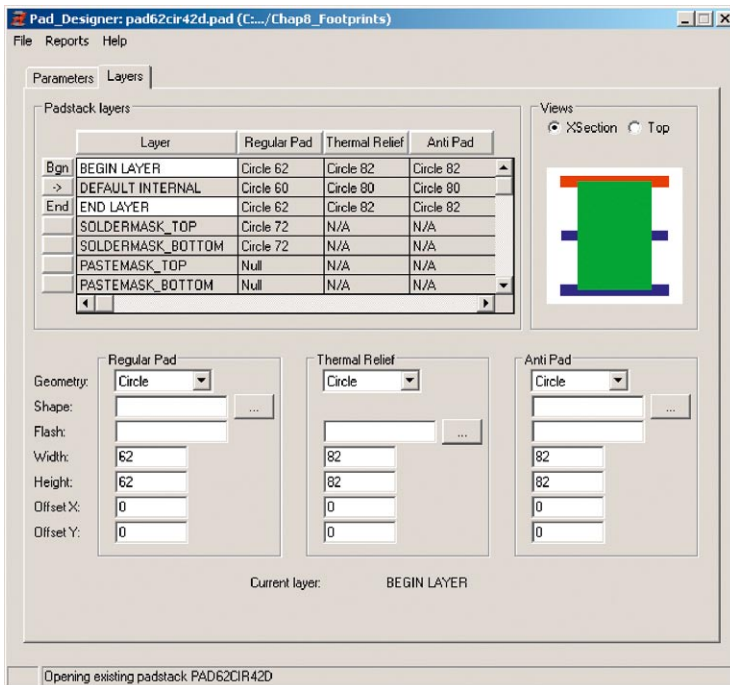 Pad_Designer: pad62cir42d.pad (C:.../Chap8_Footprints)
File Reports Help
Parameters Layers
Padstack layers
Layer Regular Pad Thermal Relief Anti Pad
Bgn BEGIN LAYER Circle 62 Circle 82 Circle 82
-> DEFAULT INTERNAL Circle 60 Circle 80 Circle 80
End END LAYER Circle 62 Circle 82 Circle 82
SOLDERMASK_TOP Circle 72 N/A N/A
SOLDERMASK_BOTTOM Circle 72 N/A N/A
PASTEMASK_TOP Null N/A N/A
PASTEMASK_BOTTOM Null N/A N/A
Views
XSection Top
Regular Pad Thermal Relief Anti Pad
Geometry: Circle Circle Circle
Shape: ... ...
Flash: ...
Width: 62 82 82
Height: 62 82 82
Offset X: 0 0 0
Offset Y: 0 0 0
Current layer: BEGIN LAYER
Opening existing padstack PAD62CIR42D